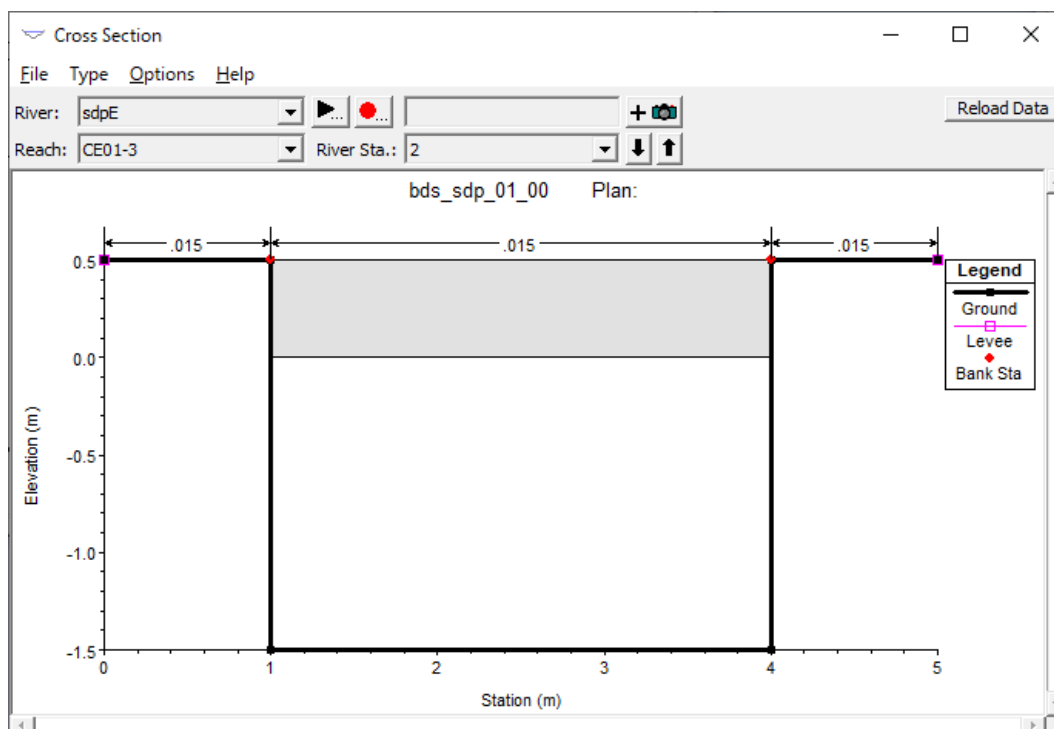 Cross Section
File Type Options Help
River: sdpE ... ... + Reload Data
Reach: CE01-3 River Sta.: 2
bds_sdp_01_00 Plan:
.015 .015 .015
0.5
0.0
-0.5
-1.0
-1.5
0 1 2 3 4 5
Elevation (m)
Station (m)
Legend
Ground
Levee
Bank Sta